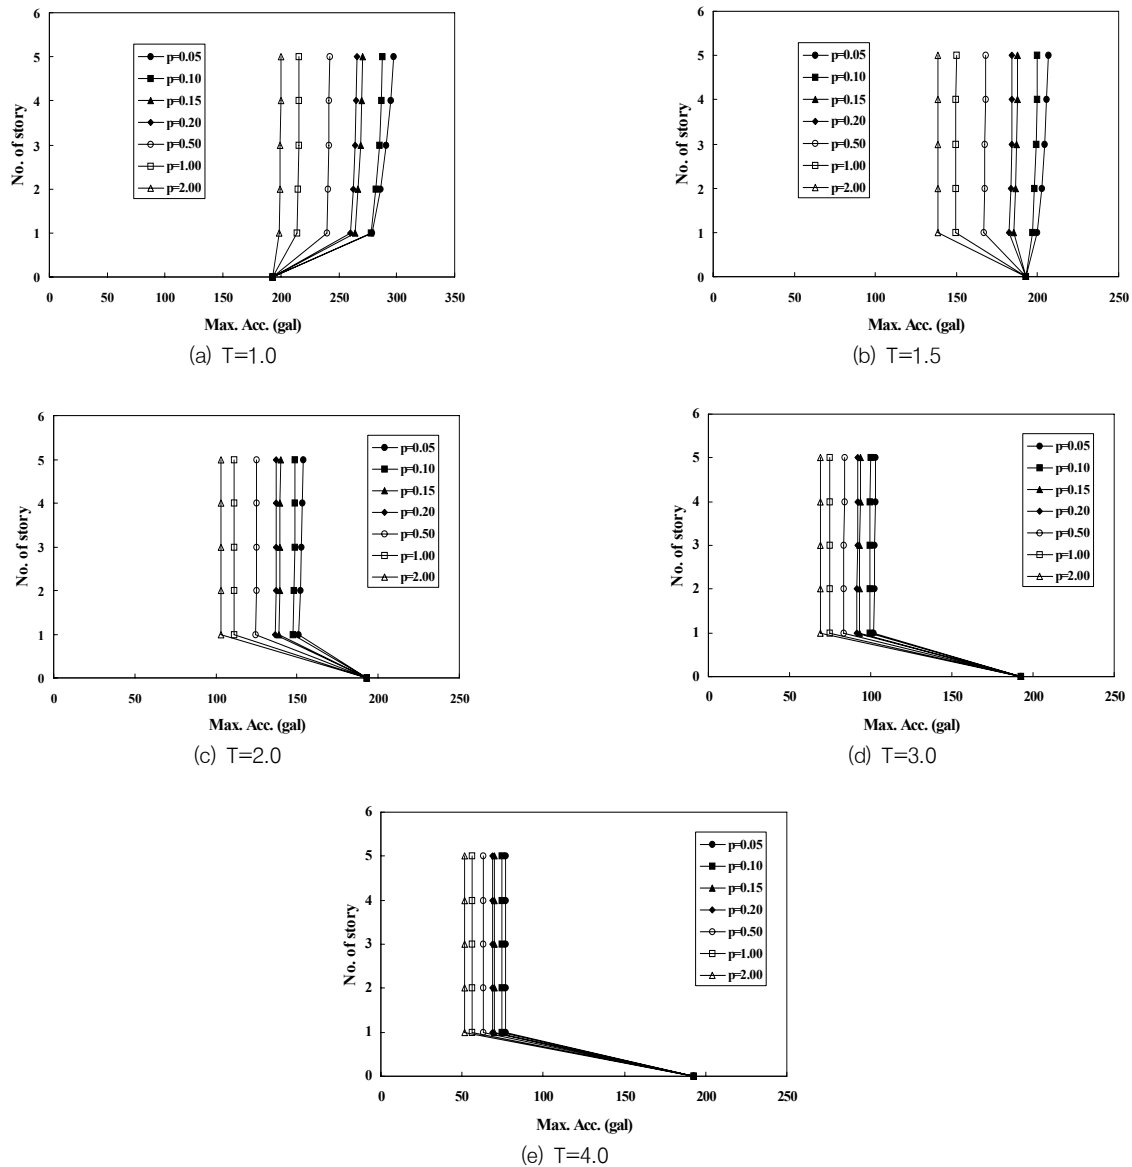 6
5
4
3
2
1
0
No. of story
p=0.05
p=0.10
p=0.15
p=0.20
p=0.50
p=1.00
p=2.00
0 50 100 150 200 250 300 350
Max. Acc. (gal)
(a) T=1.0
6
5
4
3
2
1
0
No. of story
p=0.05
p=0.10
p=0.15
p=0.20
p=0.50
p=1.00
p=2.00
0 50 100 150 200 250
Max. Acc. (gal)
(b) T=1.5
6
5
4
3
2
1
0
No. of story
p=0.05
p=0.10
p=0.15
p=0.20
p=0.50
p=1.00
p=2.00
0 50 100 150 200 250
Max. Acc. (gal)
(c) T=2.0
6
5
4
3
2
1
0
No. of story
p=0.05
p=0.10
p=0.15
p=0.20
p=0.50
p=1.00
p=2.00
0 50 100 150 200 250
Max. Acc. (gal)
(d) T=3.0
6
5
4
3
2
1
0
No. of story
p=0.05
p=0.10
p=0.15
p=0.20
p=0.50
p=1.00
p=2.00
0 50 100 150 200 250
Max. Acc. (gal)
(e) T=4.0